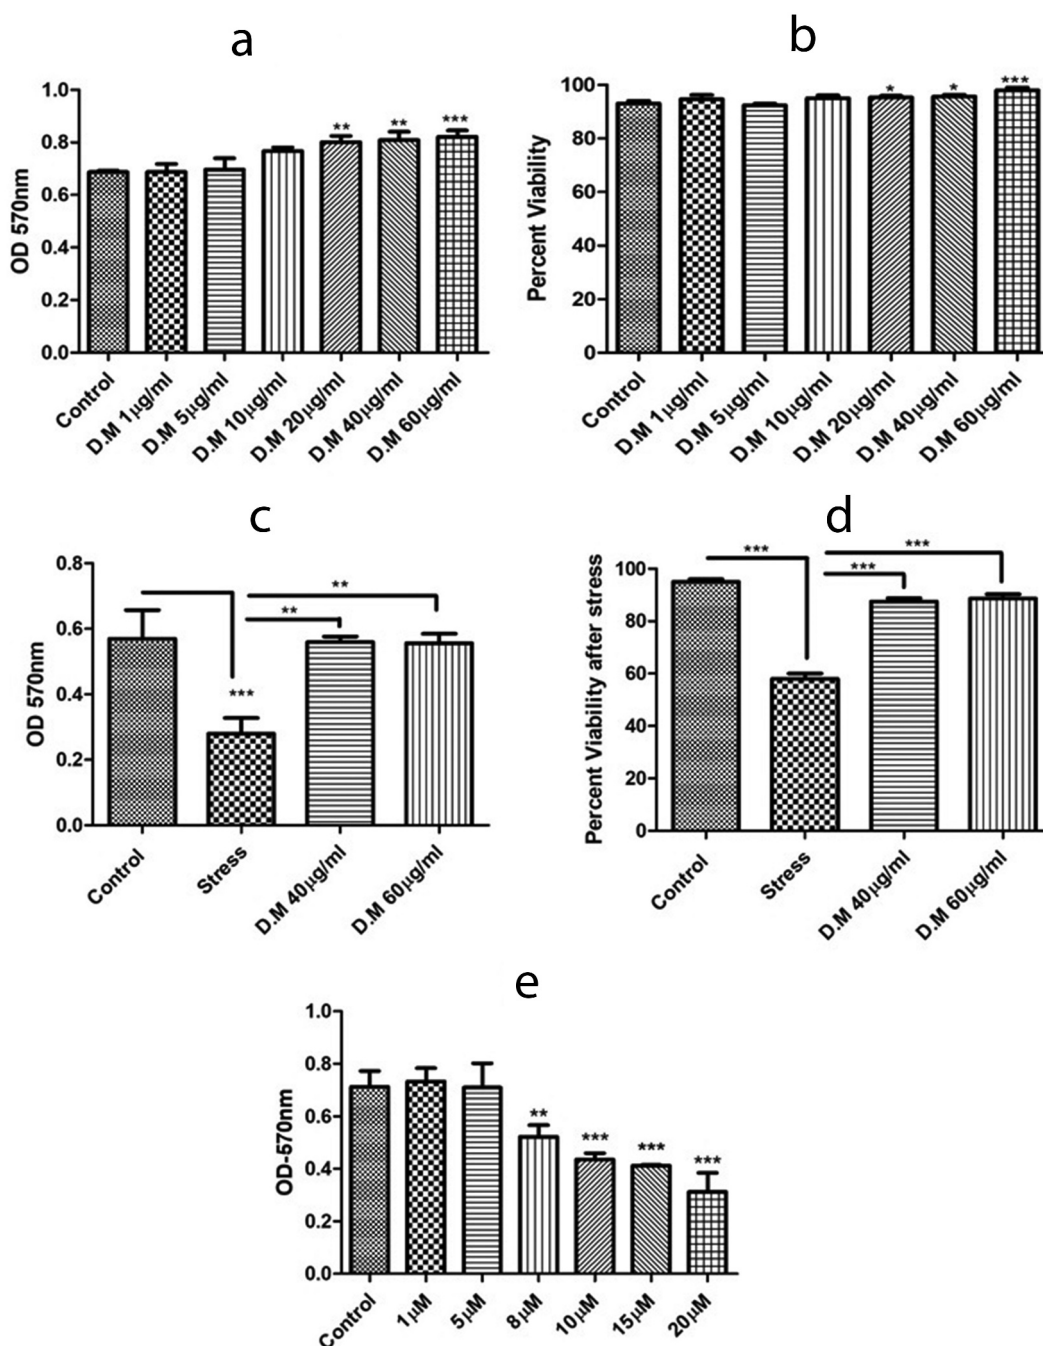 a
1.0
0.8
0.6
0.4
0.2
0.0
OD 570nm
** ** ***
Control
D.M 1μg/ml
D.M 5μg/ml
D.M 10μg/ml
D.M 20μg/ml
D.M 40μg/ml
D.M 60μg/ml
b
100
80
60
40
20
0
Percent Viability
* * ***
Control
D.M 1μg/ml
D.M 5μg/ml
D.M 10μg/ml
D.M 20μg/ml
D.M 40μg/ml
D.M 60μg/ml
c
0.8
0.6
0.4
0.2
0.0
OD 570nm
**
**
***
Control
Stress
D.M 40μg/ml
D.M 60μg/ml
d
100
80
60
40
20
0
Percent Viability after stress
***
***
***
Control
Stress
D.M 40μg/ml
D.M 60μg/ml
e
1.0
0.8
0.6
0.4
0.2
0.0
OD-570nm
** *** *** ***
Control
1μM
5μM
8μM
10μM
15μM
20μM